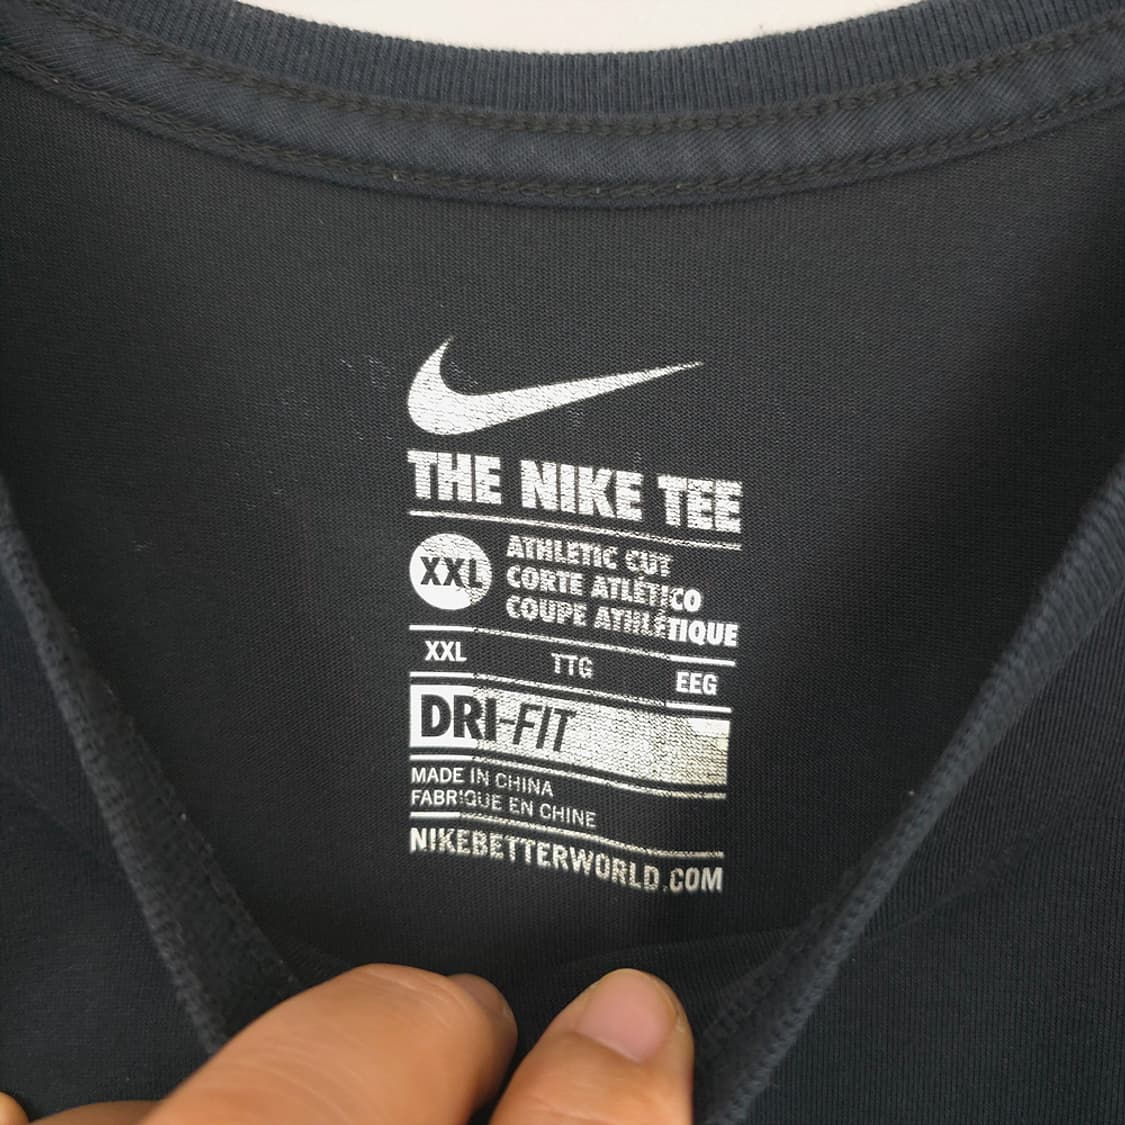 THE NIKE TEE
XXL
ATHLETIC CUT
CORTE ATLÉTICO
COUPE ATHLÉTIQUE
XXL TTG EEG
DRI-FIT
MADE IN CHINA
FABRIQUE EN CHINE
NIKEBETTERWORLD.COM